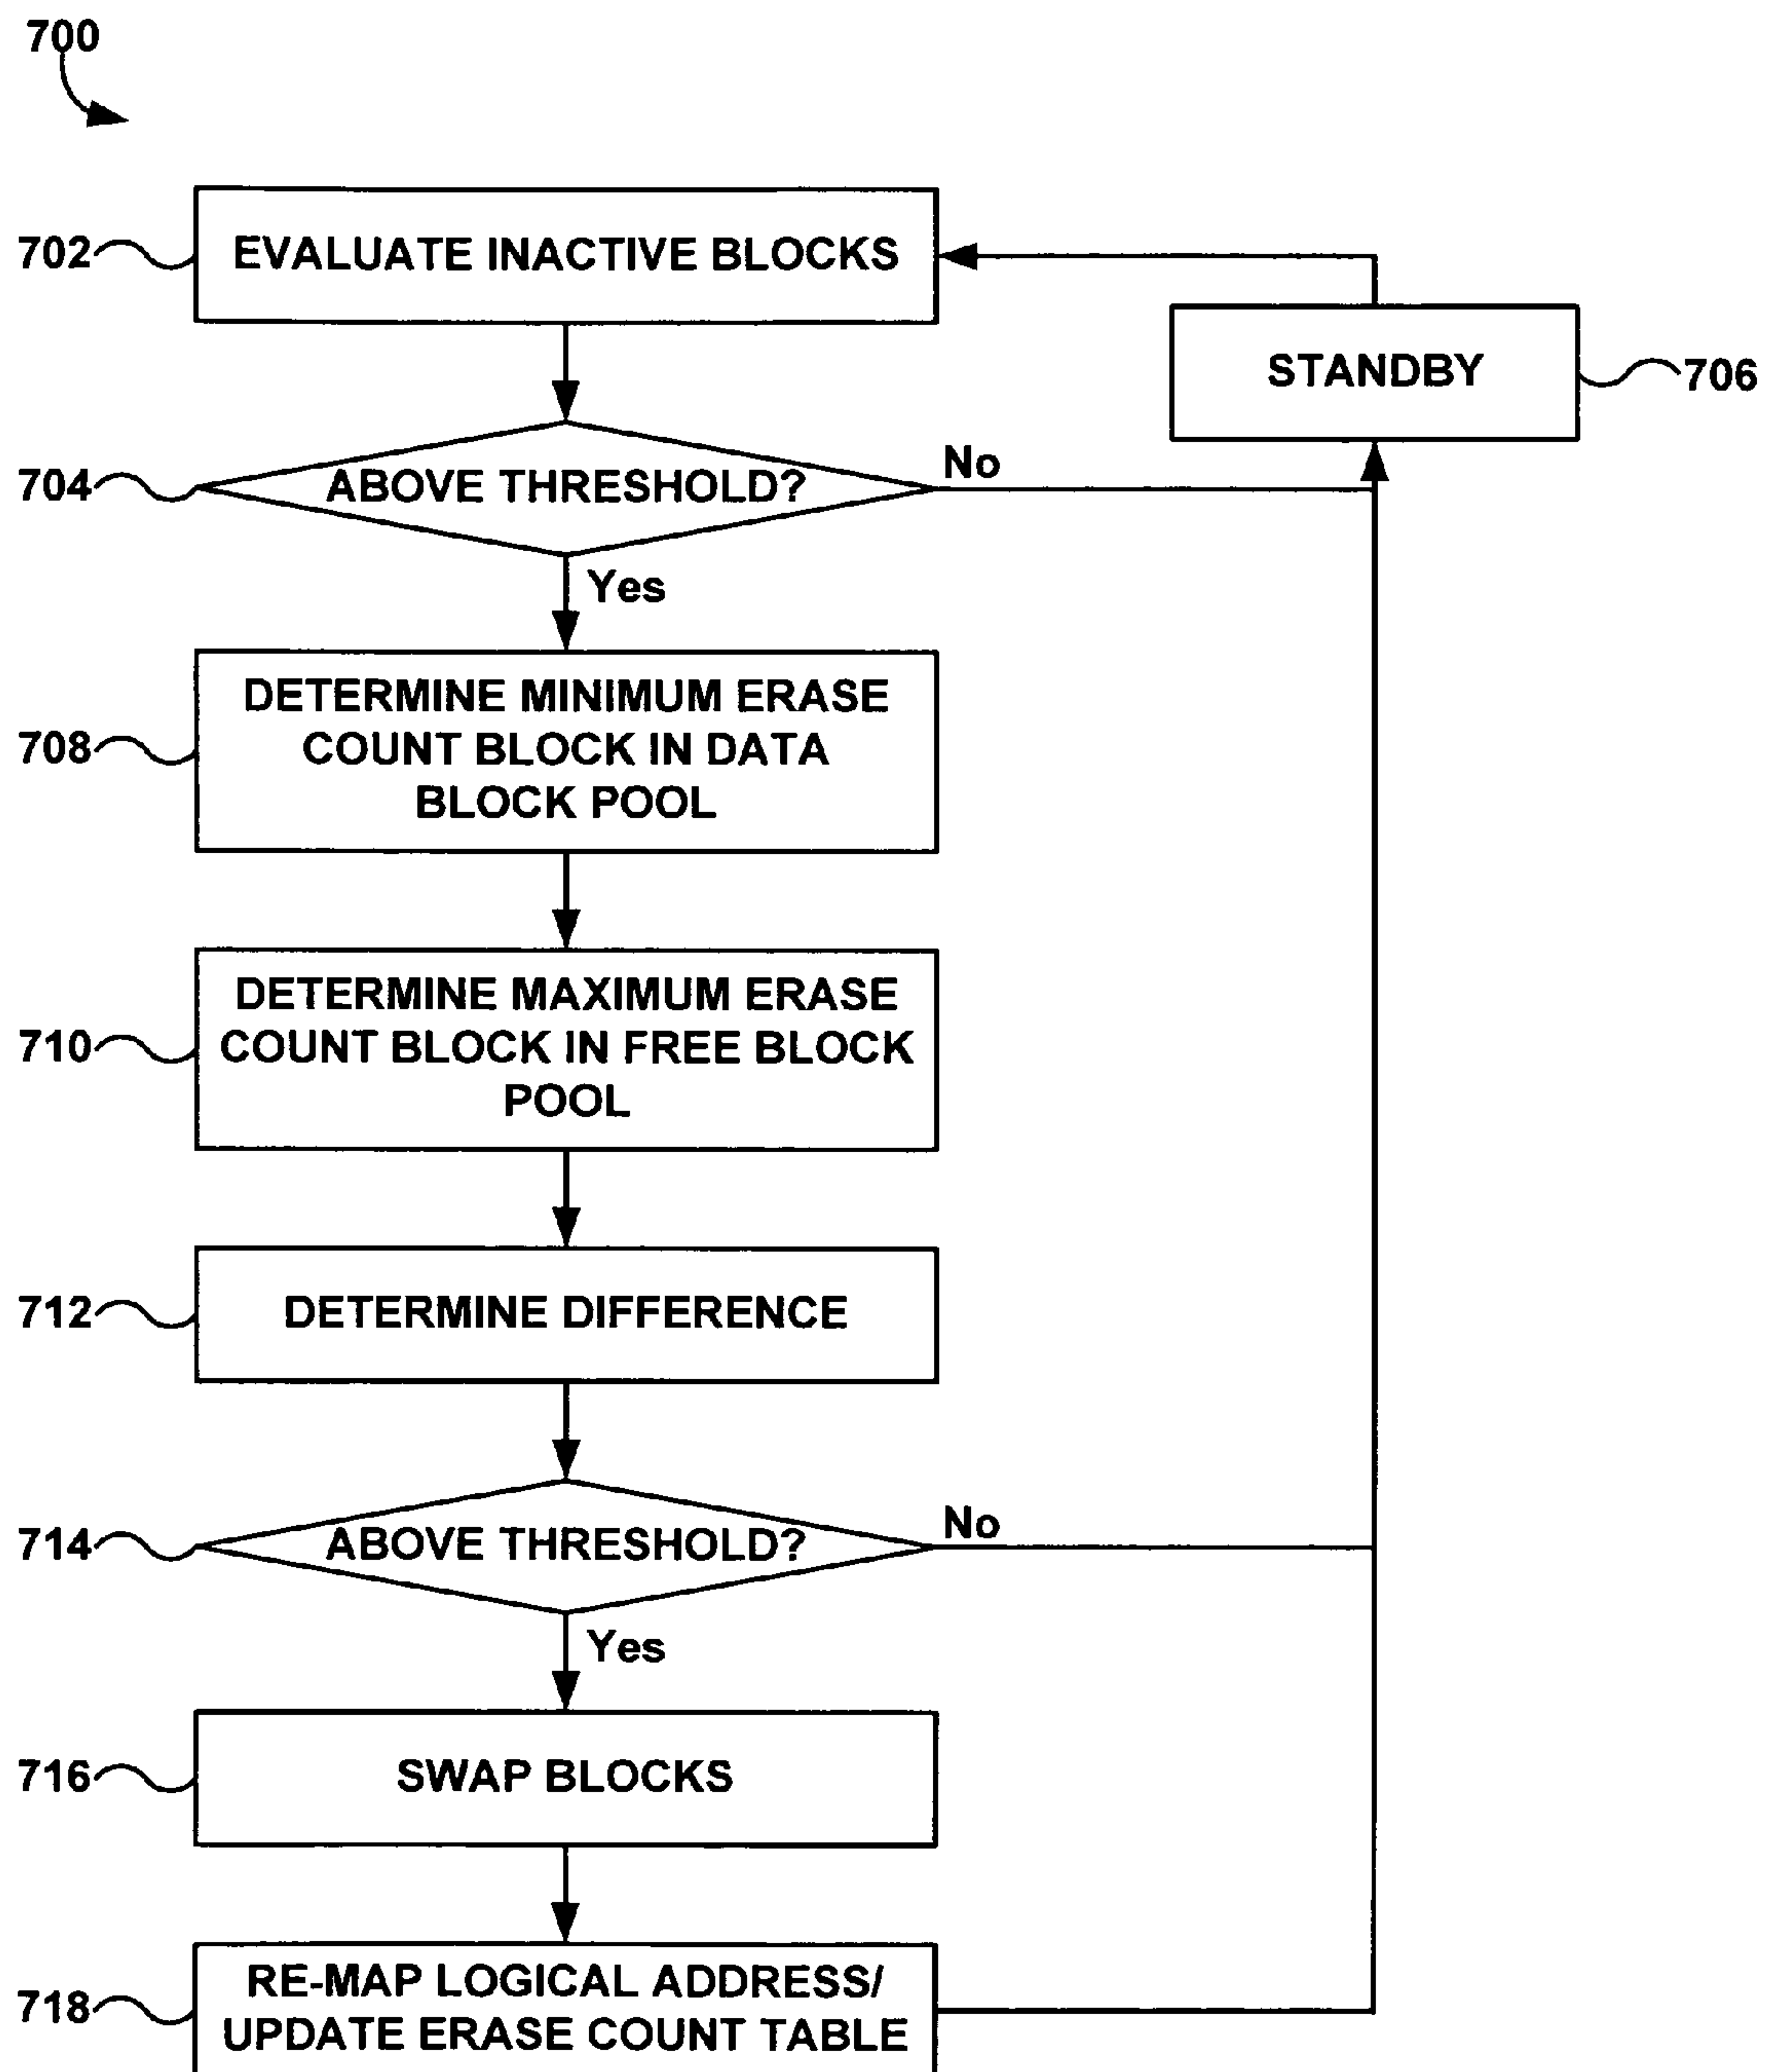 700
702
EVALUATE INACTIVE BLOCKS
STANDBY
706
704
ABOVE THRESHOLD?
No
Yes
708
DETERMINE MINIMUM ERASE
COUNT BLOCK IN DATA
BLOCK POOL
710
DETERMINE MAXIMUM ERASE
COUNT BLOCK IN FREE BLOCK
POOL
712
DETERMINE DIFFERENCE
714
ABOVE THRESHOLD?
No
Yes
716
SWAP BLOCKS
718
RE-MAP LOGICAL ADDRESS/
UPDATE ERASE COUNT TABLE